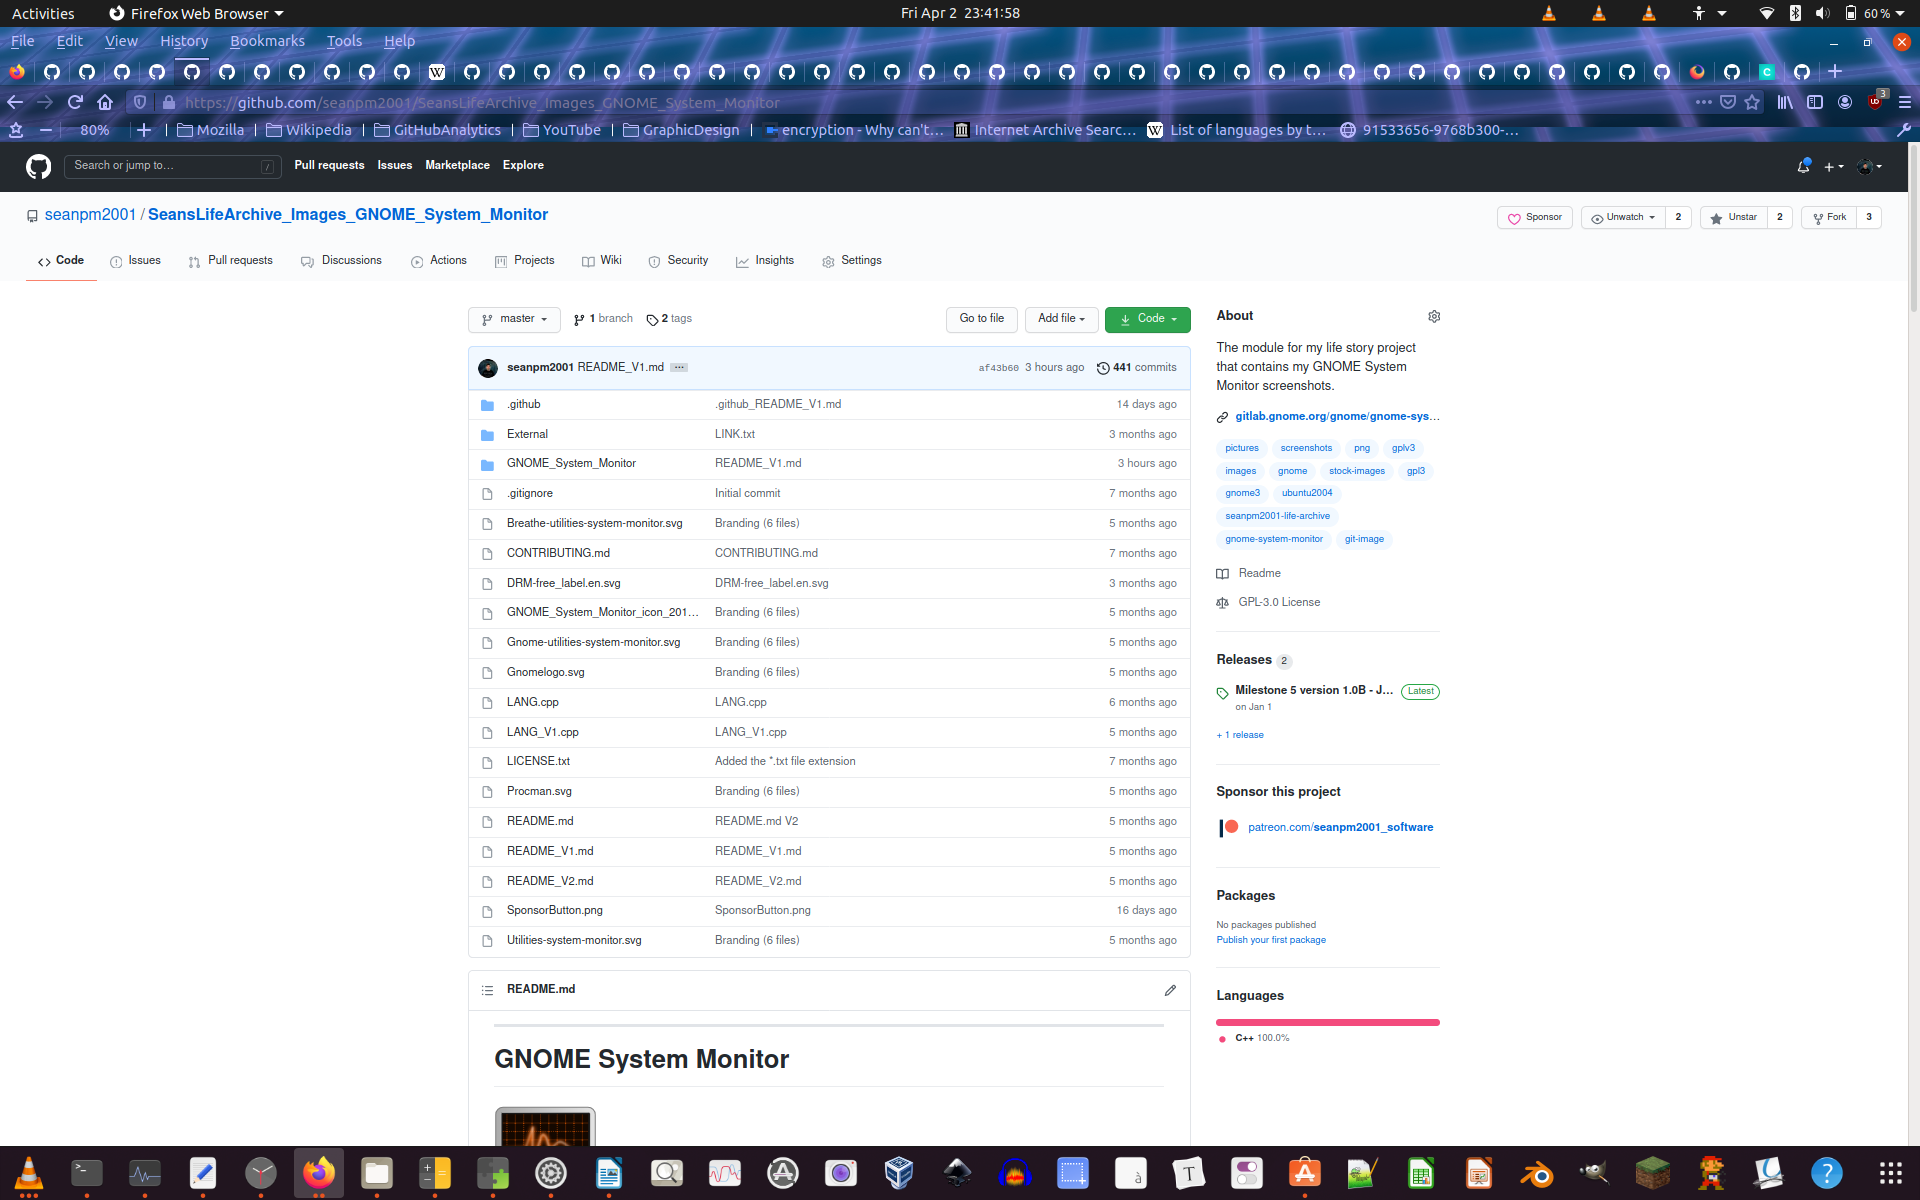 Activities Firefox Web Browser Fri Apr 2 23:41:58 60 %
File Edit View History Bookmarks Tools Help
https://github.com/seanpm2001/SeansLifeArchive_Images_GNOME_System_Monitor 3
80% Mozilla Wikipedia GitHubAnalytics YouTube GraphicDesign encryption - Why can't… Internet Archive Searc… List of languages by t… 91533656-9768b300-…
Search or jump to… / Pull requests Issues Marketplace Explore
seanpm2001 / SeansLifeArchive_Images_GNOME_System_Monitor Sponsor Unwatch 2 Unstar 2 Fork 3
Code Issues Pull requests Discussions Actions Projects Wiki Security Insights Settings
master 1 branch 2 tags Go to file Add file Code
seanpm2001 README_V1.md … af43b60 3 hours ago 441 commits
.github .github_README_V1.md 14 days ago
External LINK.txt 3 months ago
GNOME_System_Monitor README_V1.md 3 hours ago
.gitignore Initial commit 7 months ago
Breathe-utilities-system-monitor.svg Branding (6 files) 5 months ago
CONTRIBUTING.md CONTRIBUTING.md 7 months ago
DRM-free_label.en.svg DRM-free_label.en.svg 3 months ago
GNOME_System_Monitor_icon_201… Branding (6 files) 5 months ago
Gnome-utilities-system-monitor.svg Branding (6 files) 5 months ago
Gnomelogo.svg Branding (6 files) 5 months ago
LANG.cpp LANG.cpp 6 months ago
LANG_V1.cpp LANG_V1.cpp 5 months ago
LICENSE.txt Added the *.txt file extension 7 months ago
Procman.svg Branding (6 files) 5 months ago
README.md README.md V2 5 months ago
README_V1.md README_V1.md 5 months ago
README_V2.md README_V2.md 5 months ago
SponsorButton.png SponsorButton.png 16 days ago
Utilities-system-monitor.svg Branding (6 files) 5 months ago
README.md
GNOME System Monitor
About
The module for my life story project
that contains my GNOME System
Monitor screenshots.
gitlab.gnome.org/gnome/gnome-sys…
pictures screenshots png gplv3
images gnome stock-images gpl3
gnome3 ubuntu2004
seanpm2001-life-archive
gnome-system-monitor git-image
Readme
GPL-3.0 License
Releases 2
Milestone 5 version 1.0B - J… Latest
on Jan 1
+ 1 release
Sponsor this project
patreon.com/seanpm2001_software
Packages
No packages published
Publish your first package
Languages
C++ 100.0%